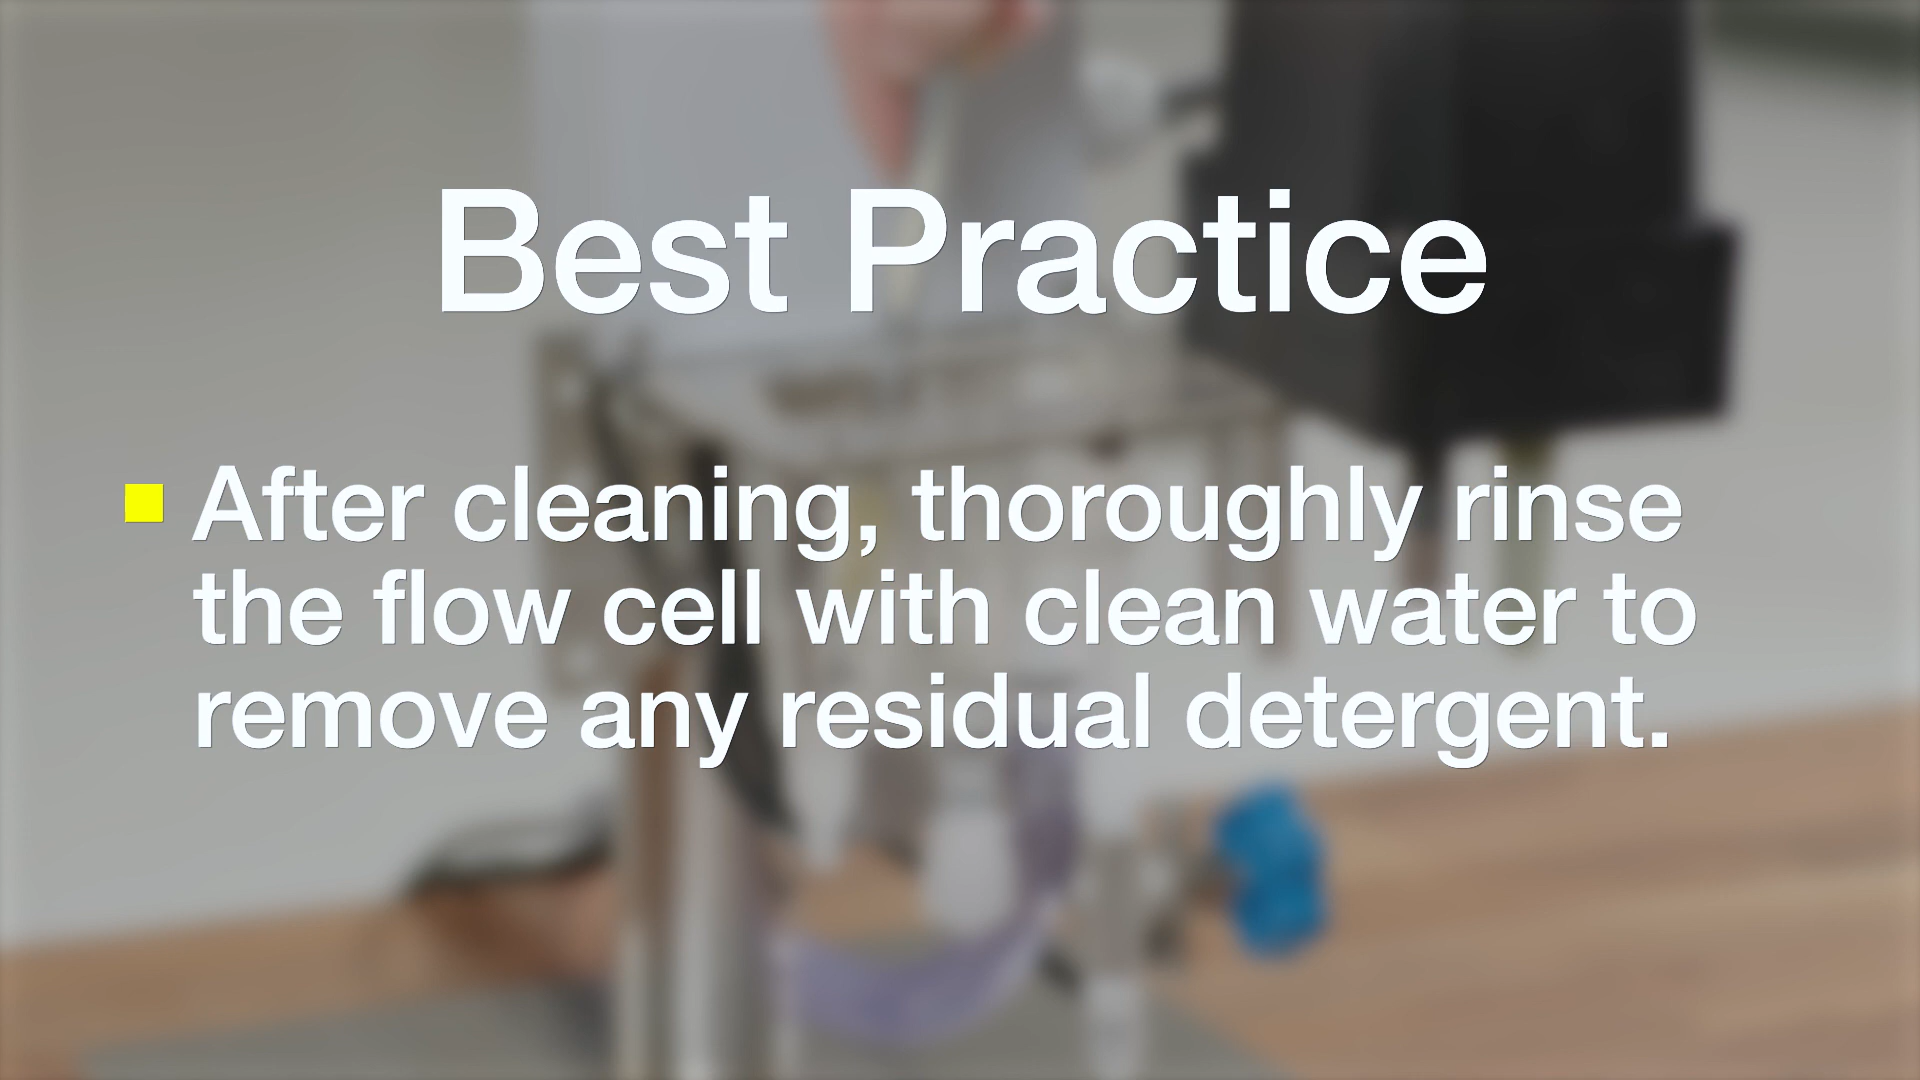 Best Practice
After cleaning, thoroughly rinse
the flow cell with clean water to
remove any residual detergent.